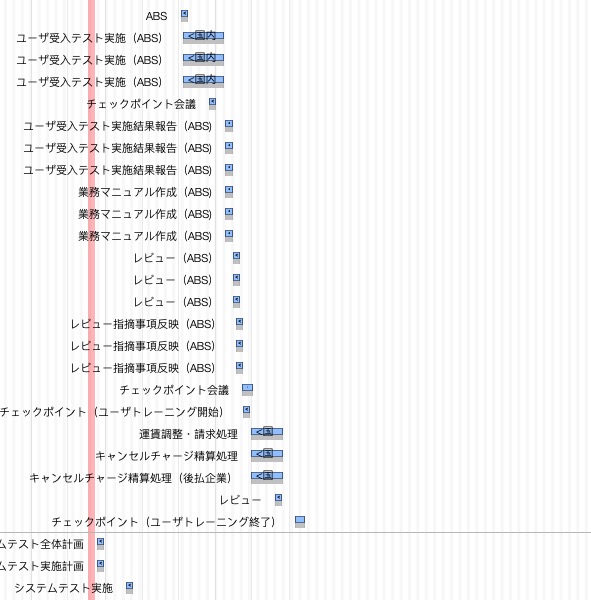 ABS
ユーザ受入テスト実施（ABS） <国内
ユーザ受入テスト実施（ABS） <国内
ユーザ受入テスト実施（ABS） <国内
チェックポイント会議
ユーザ受入テスト実施結果報告（ABS）
ユーザ受入テスト実施結果報告（ABS）
ユーザ受入テスト実施結果報告（ABS）
業務マニュアル作成（ABS）
業務マニュアル作成（ABS）
業務マニュアル作成（ABS）
レビュー（ABS）
レビュー（ABS）
レビュー（ABS）
レビュー指摘事項反映（ABS）
レビュー指摘事項反映（ABS）
レビュー指摘事項反映（ABS）
チェックポイント会議
チェックポイント（ユーザトレーニング開始）
運賃調整・請求処理 <国
キャンセルチャージ精算処理 <国
キャンセルチャージ精算処理（後払企業） <国
レビュー
チェックポイント（ユーザトレーニング終了）
ムテスト全体計画
ムテスト実施計画
システムテスト実施